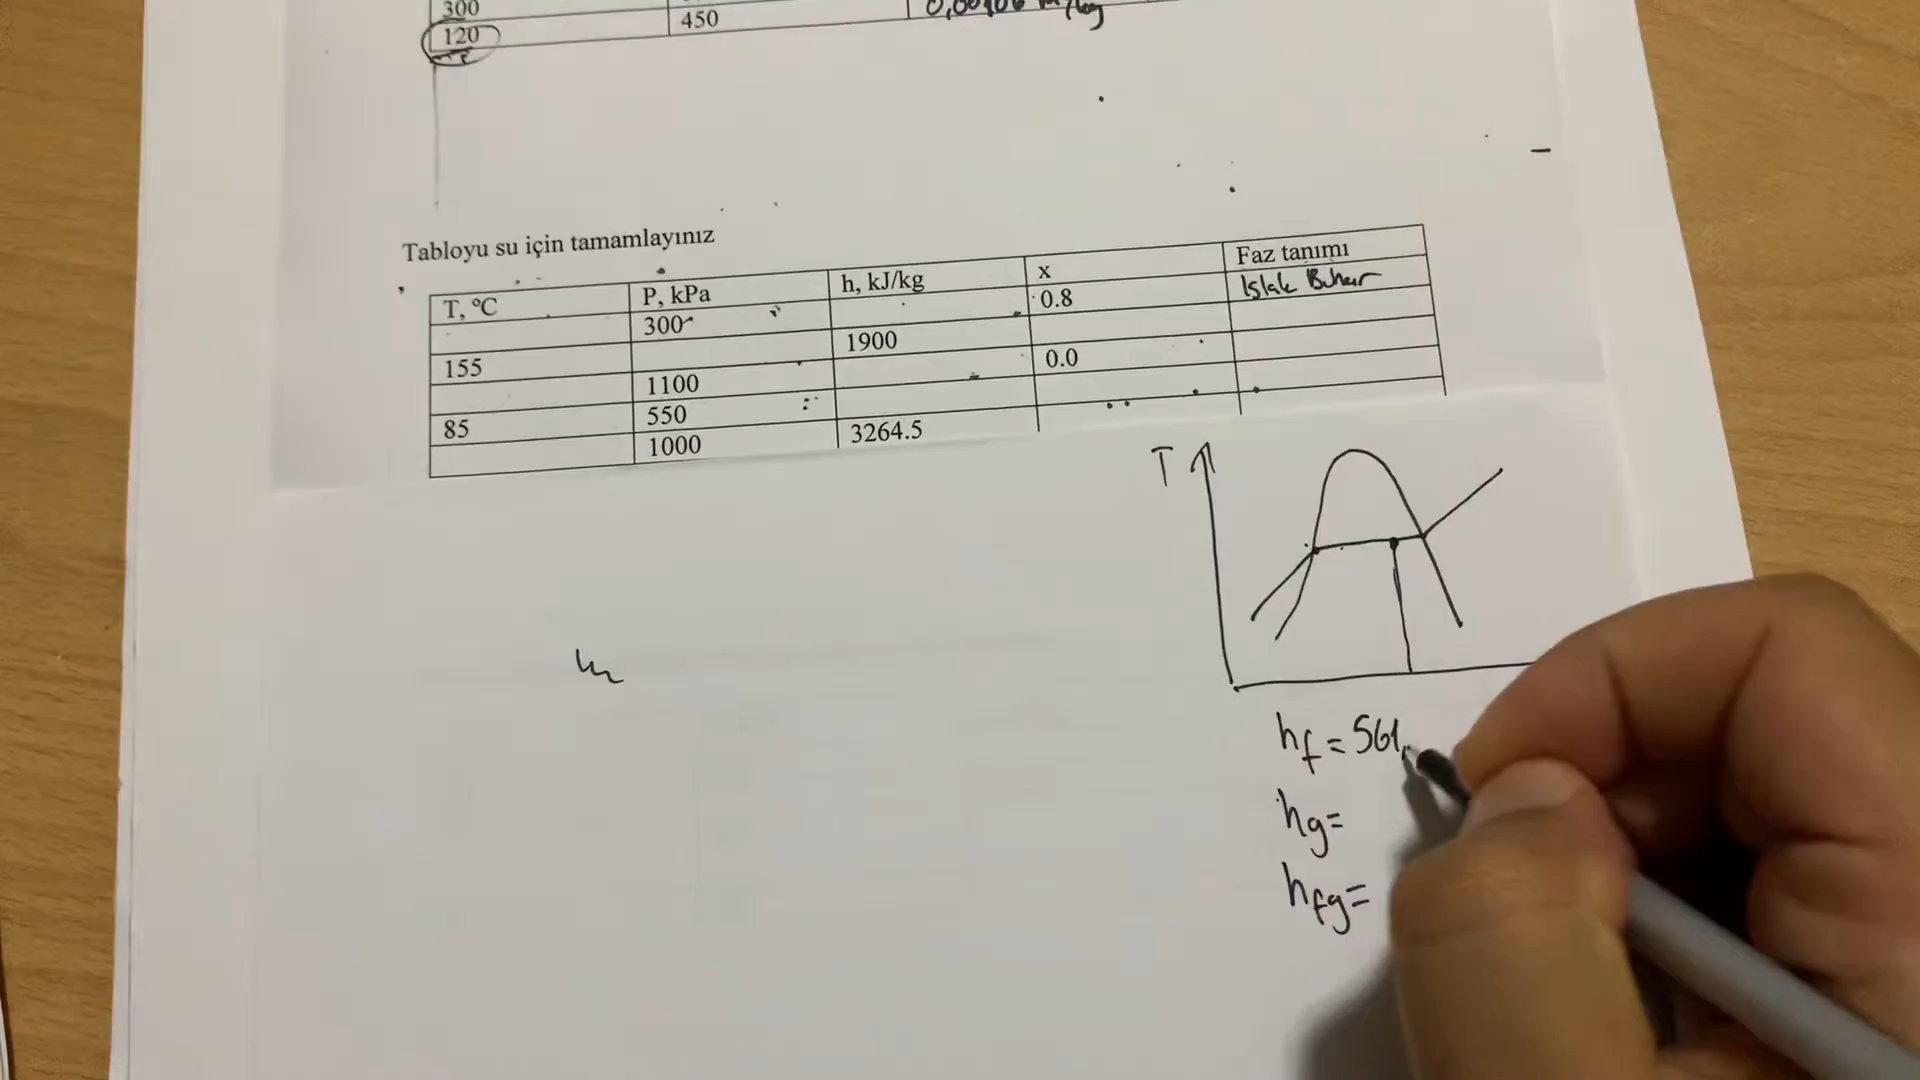 300
120
450
Tabloyu su için tamamlayınız
T, ºC P, kPa h, kJ/kg x Faz tanımı
300 0.8 Islak Buhar
155 1900
1100 0.0
85 550
1000 3264.5
T
hf = 561,
hg=
hfg=